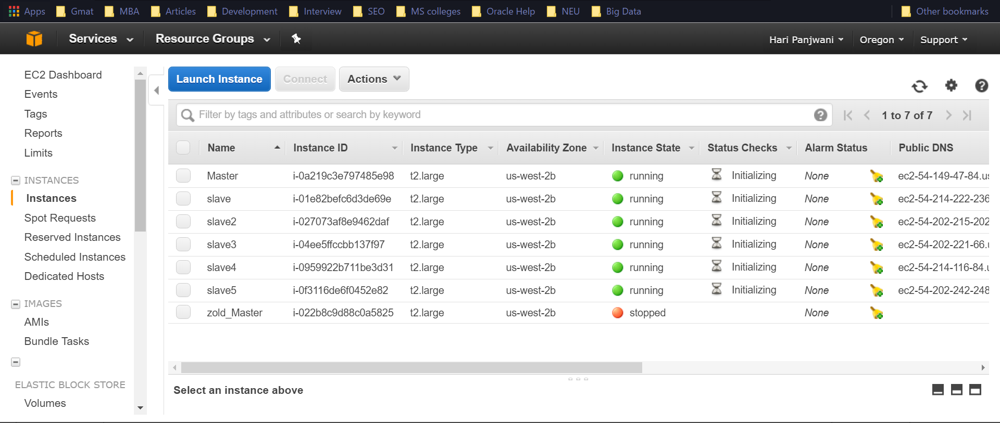 Apps Gmat MBA Articles Development Interview SEO MS colleges Oracle Help NEU Big Data Other bookmarks
Services Resource Groups Hari Panjwani Oregon Support
EC2 Dashboard
Events
Tags
Reports
Limits
INSTANCES
Instances
Spot Requests
Reserved Instances
Scheduled Instances
Dedicated Hosts
IMAGES
AMIs
Bundle Tasks
ELASTIC BLOCK STORE
Volumes
Launch Instance Connect Actions
Filter by tags and attributes or search by keyword 1 to 7 of 7
Name Instance ID Instance Type Availability Zone Instance State Status Checks Alarm Status Public DNS
Master i-0a219c3e797485e98 t2.large us-west-2b running Initializing None ec2-54-149-47-84.us
slave i-01e82befc6d3de69e t2.large us-west-2b running Initializing None ec2-54-214-222-236
slave2 i-027073af8e9462daf t2.large us-west-2b running Initializing None ec2-54-202-215-202
slave3 i-04ee5ffccbb137f97 t2.large us-west-2b running Initializing None ec2-54-202-221-66.u
slave4 i-0959922b711be3d31 t2.large us-west-2b running Initializing None ec2-54-214-116-84.u
slave5 i-0f3116de6f0452e82 t2.large us-west-2b running Initializing None ec2-54-202-242-248
zold_Master i-022b8c9d88c0a5825 t2.large us-west-2b stopped None
Select an instance above